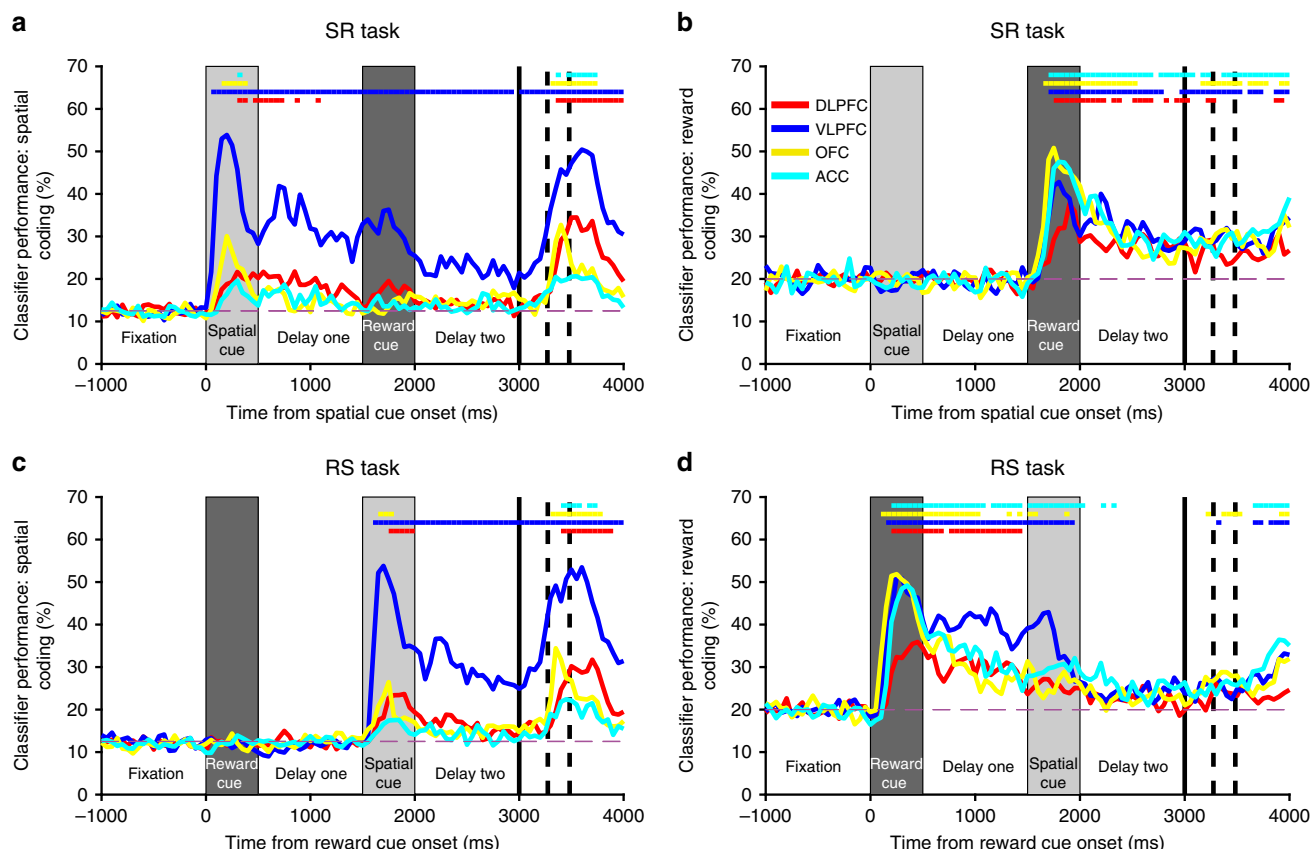 a
SR task
Classifier performance: spatial
coding (%)
70
60
50
40
30
20
10
0
Fixation
Spatial
cue
Delay one
Reward
cue
Delay two
–1000 0 1000 2000 3000 4000
Time from spatial cue onset (ms)
b
SR task
Classifier performance: reward
coding (%)
70
60
50
40
30
20
10
0
DLPFC
VLPFC
OFC
ACC
Fixation
Spatial
cue
Delay one
Reward
cue
Delay two
–1000 0 1000 2000 3000 4000
Time from spatial cue onset (ms)
c
RS task
Classifier performance: spatial
coding (%)
70
60
50
40
30
20
10
0
Fixation
Reward
cue
Delay one
Spatial
cue
Delay two
–1000 0 1000 2000 3000 4000
Time from reward cue onset (ms)
d
RS task
Classifier performance: reward
coding (%)
70
60
50
40
30
20
10
0
Fixation
Reward
cue
Delay one
Spatial
cue
Delay two
–1000 0 1000 2000 3000 4000
Time from reward cue onset (ms)